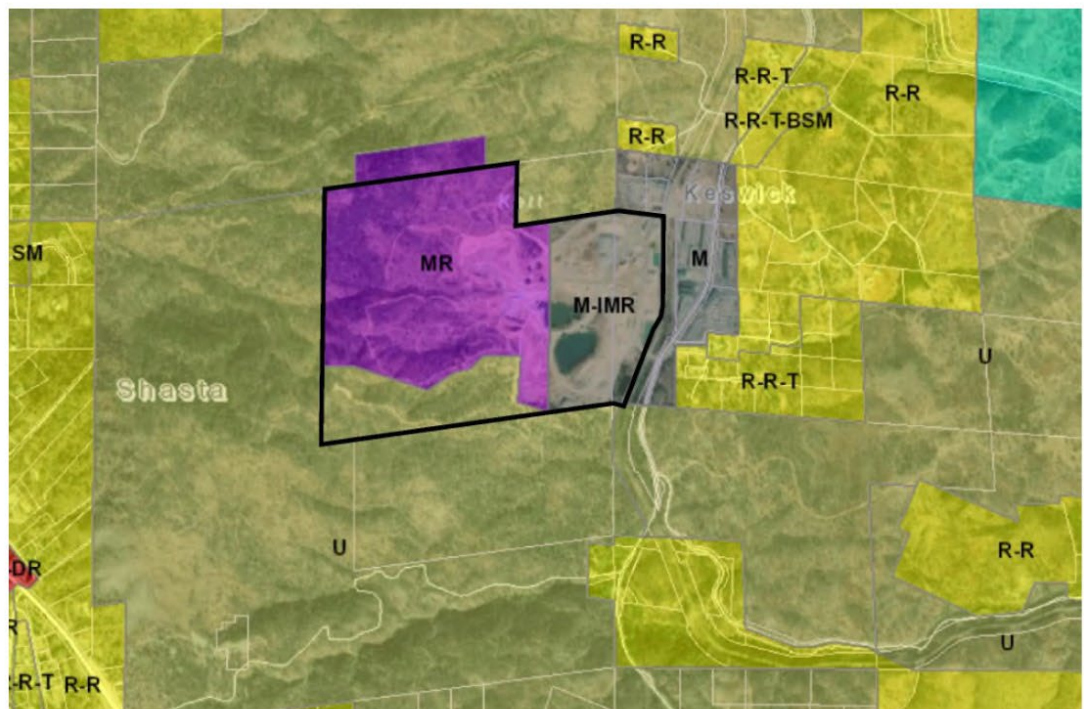 R-R
R-R-T
R-R
R-R-T-BSM
R-R
Keswick
SM
MR
M
M-IMR
U
R-R-T
Shasta
U
R-R
DR
U
R-R-T
R-R